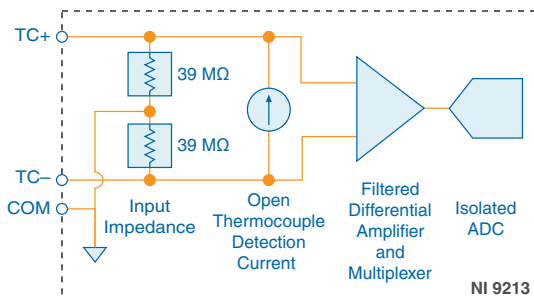 TC+
39 MΩ
39 MΩ
TC–
COM
Input
Impedance
Open
Thermocouple
Detection
Current
Filtered
Differential
Amplifier
and
Multiplexer
Isolated
ADC
NI 9213